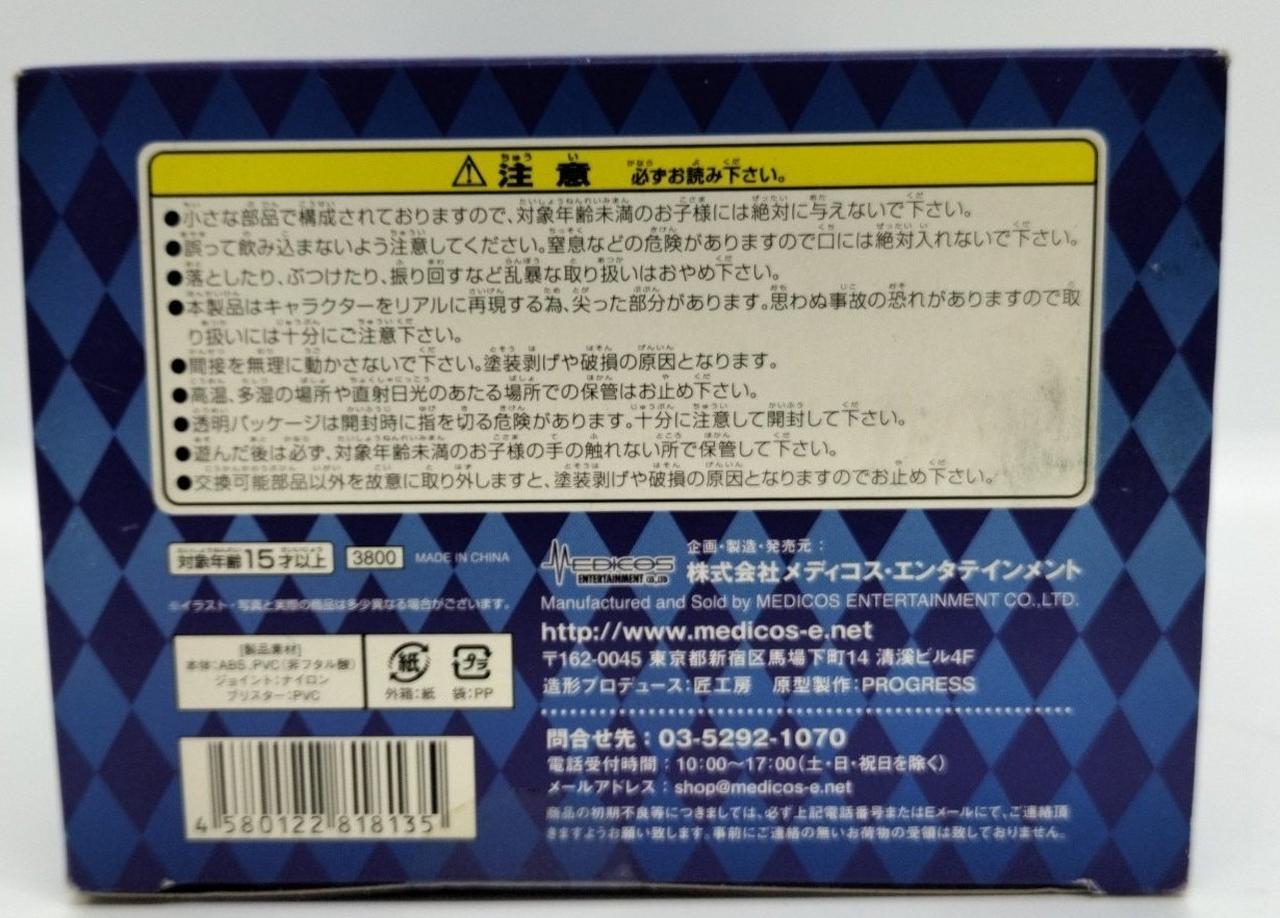 ⚠ 注意 必ずお読み下さい。
●小さな部品で構成されておりますので、対象年齢未満のお子様には絶対に与えないで下さい。
●誤って飲み込まないよう注意してください。窒息などの危険がありますので口には絶対入れないで下さい。
●落としたり、ぶつけたり、振り回すなど乱暴な取り扱いはおやめ下さい。
●本製品はキャラクターをリアルに再現する為、尖った部分があります。思わぬ事故の恐れがありますので取
り扱いには十分にご注意下さい。
●間接を無理に動かさないで下さい。塗装剥げや破損の原因となります。
●高温、多湿の場所や直射日光のあたる場所での保管はお止め下さい。
●透明パッケージは開封時に指を切る危険があります。十分に注意して開封して下さい。
●遊んだ後は必ず、対象年齢未満のお子様の手の触れない所で保管して下さい。
●交換可能部品以外を故意に取り外しますと、塗装剥げや破損の原因となりますのでお止め下さい。
対象年齢15才以上 3800 MADE IN CHINA
※イラスト・写真と実際の商品は多少異なる場合がございます。
[製品素材]
本体:ABS、PVC(非フタル酸)
ジョイント:ナイロン
ブリスター:PVC
紙 プラ
外箱:紙 袋:PP
4 580122 818135
MEDICOS
ENTERTAINMENT CO.,LTD
企画・製造・発売元:
株式会社メディコス・エンタテインメント
Manufactured and Sold by MEDICOS ENTERTAINMENT CO.,LTD.
http://www.medicos-e.net
〒162-0045 東京都新宿区馬場下町14 清溪ビル4F
造形プロデュース:匠工房 原型製作:PROGRESS
問合せ先:03-5292-1070
電話受付時間:10:00〜17:00(土・日・祝日を除く)
メールアドレス:shop@medicos-e.net
商品の初期不良等につきましては、必ず上記電話番号またはEメールにて、ご連絡頂
きますようお願い致します。事前にご連絡の無いお荷物の受領は致しておりません。